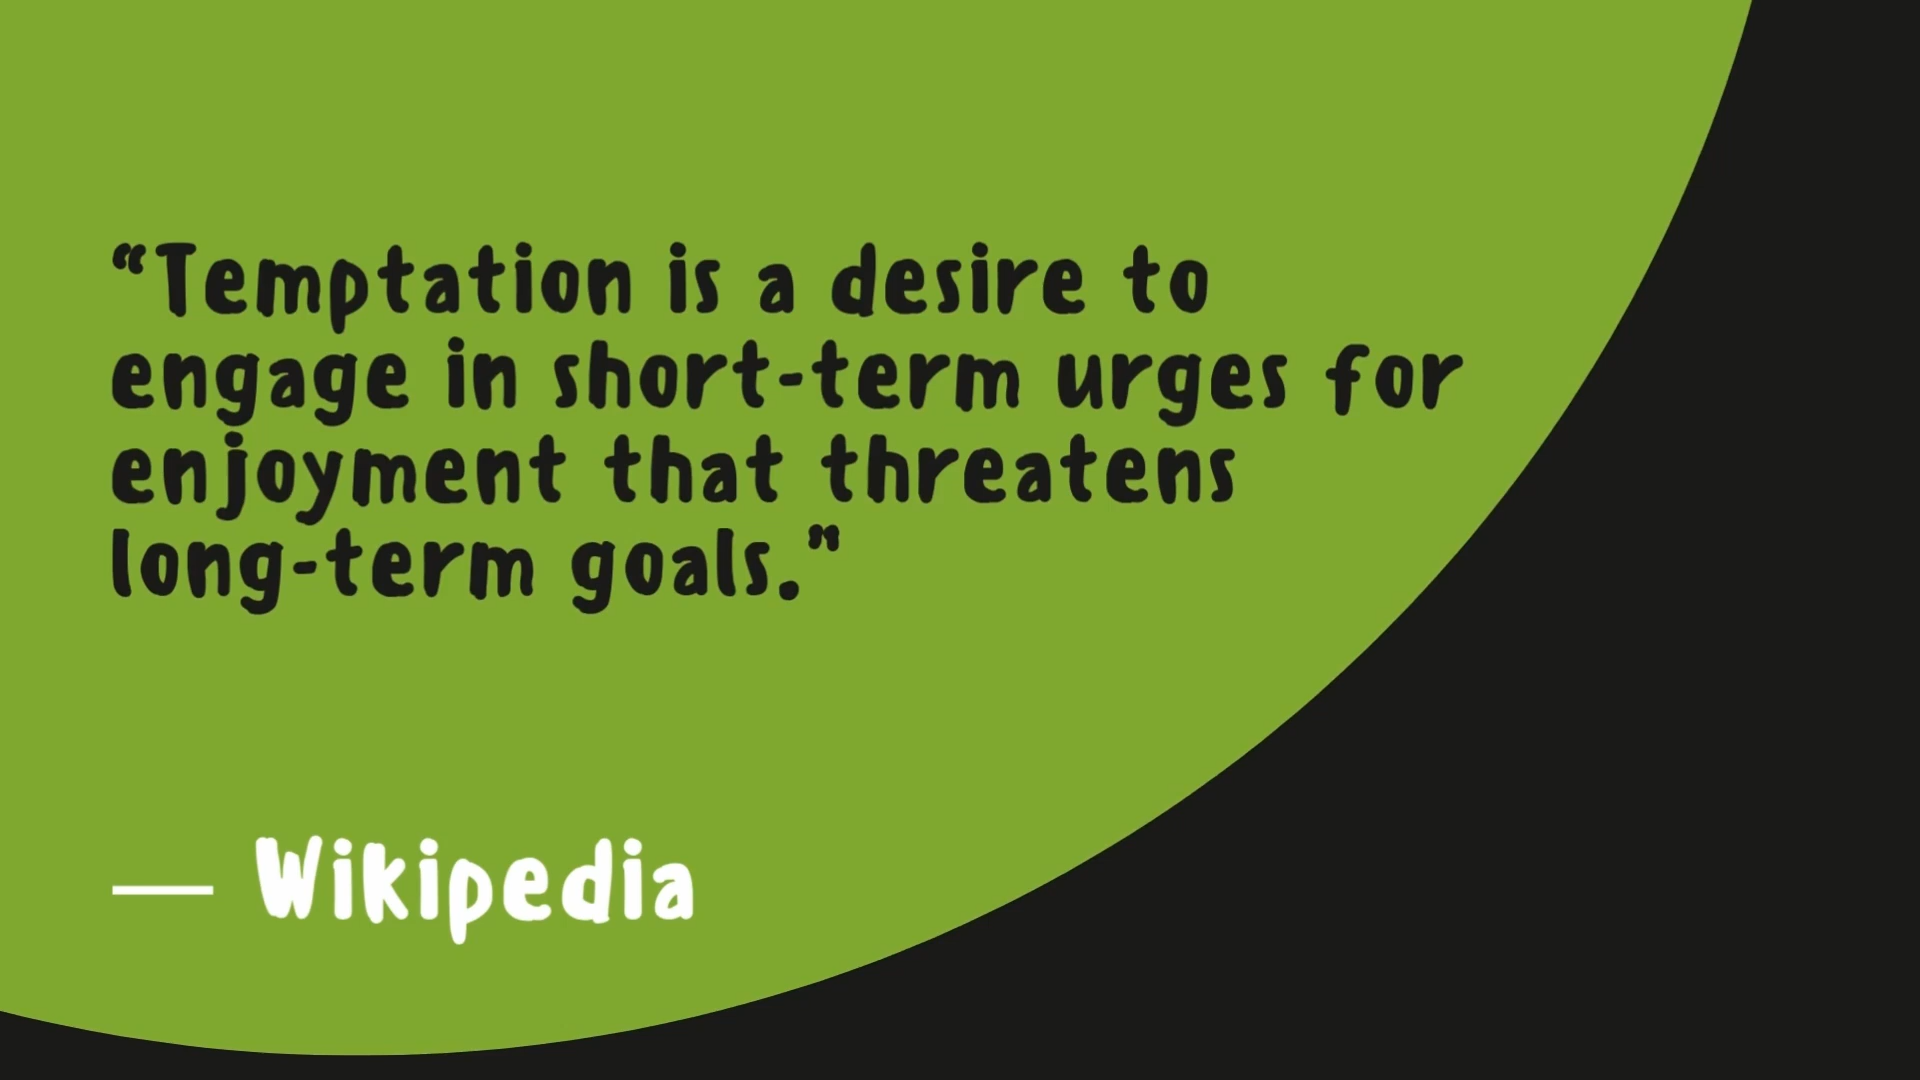 “Temptation is a desire to
engage in short-term urges for
enjoyment that threatens
long-term goals.”
— Wikipedia